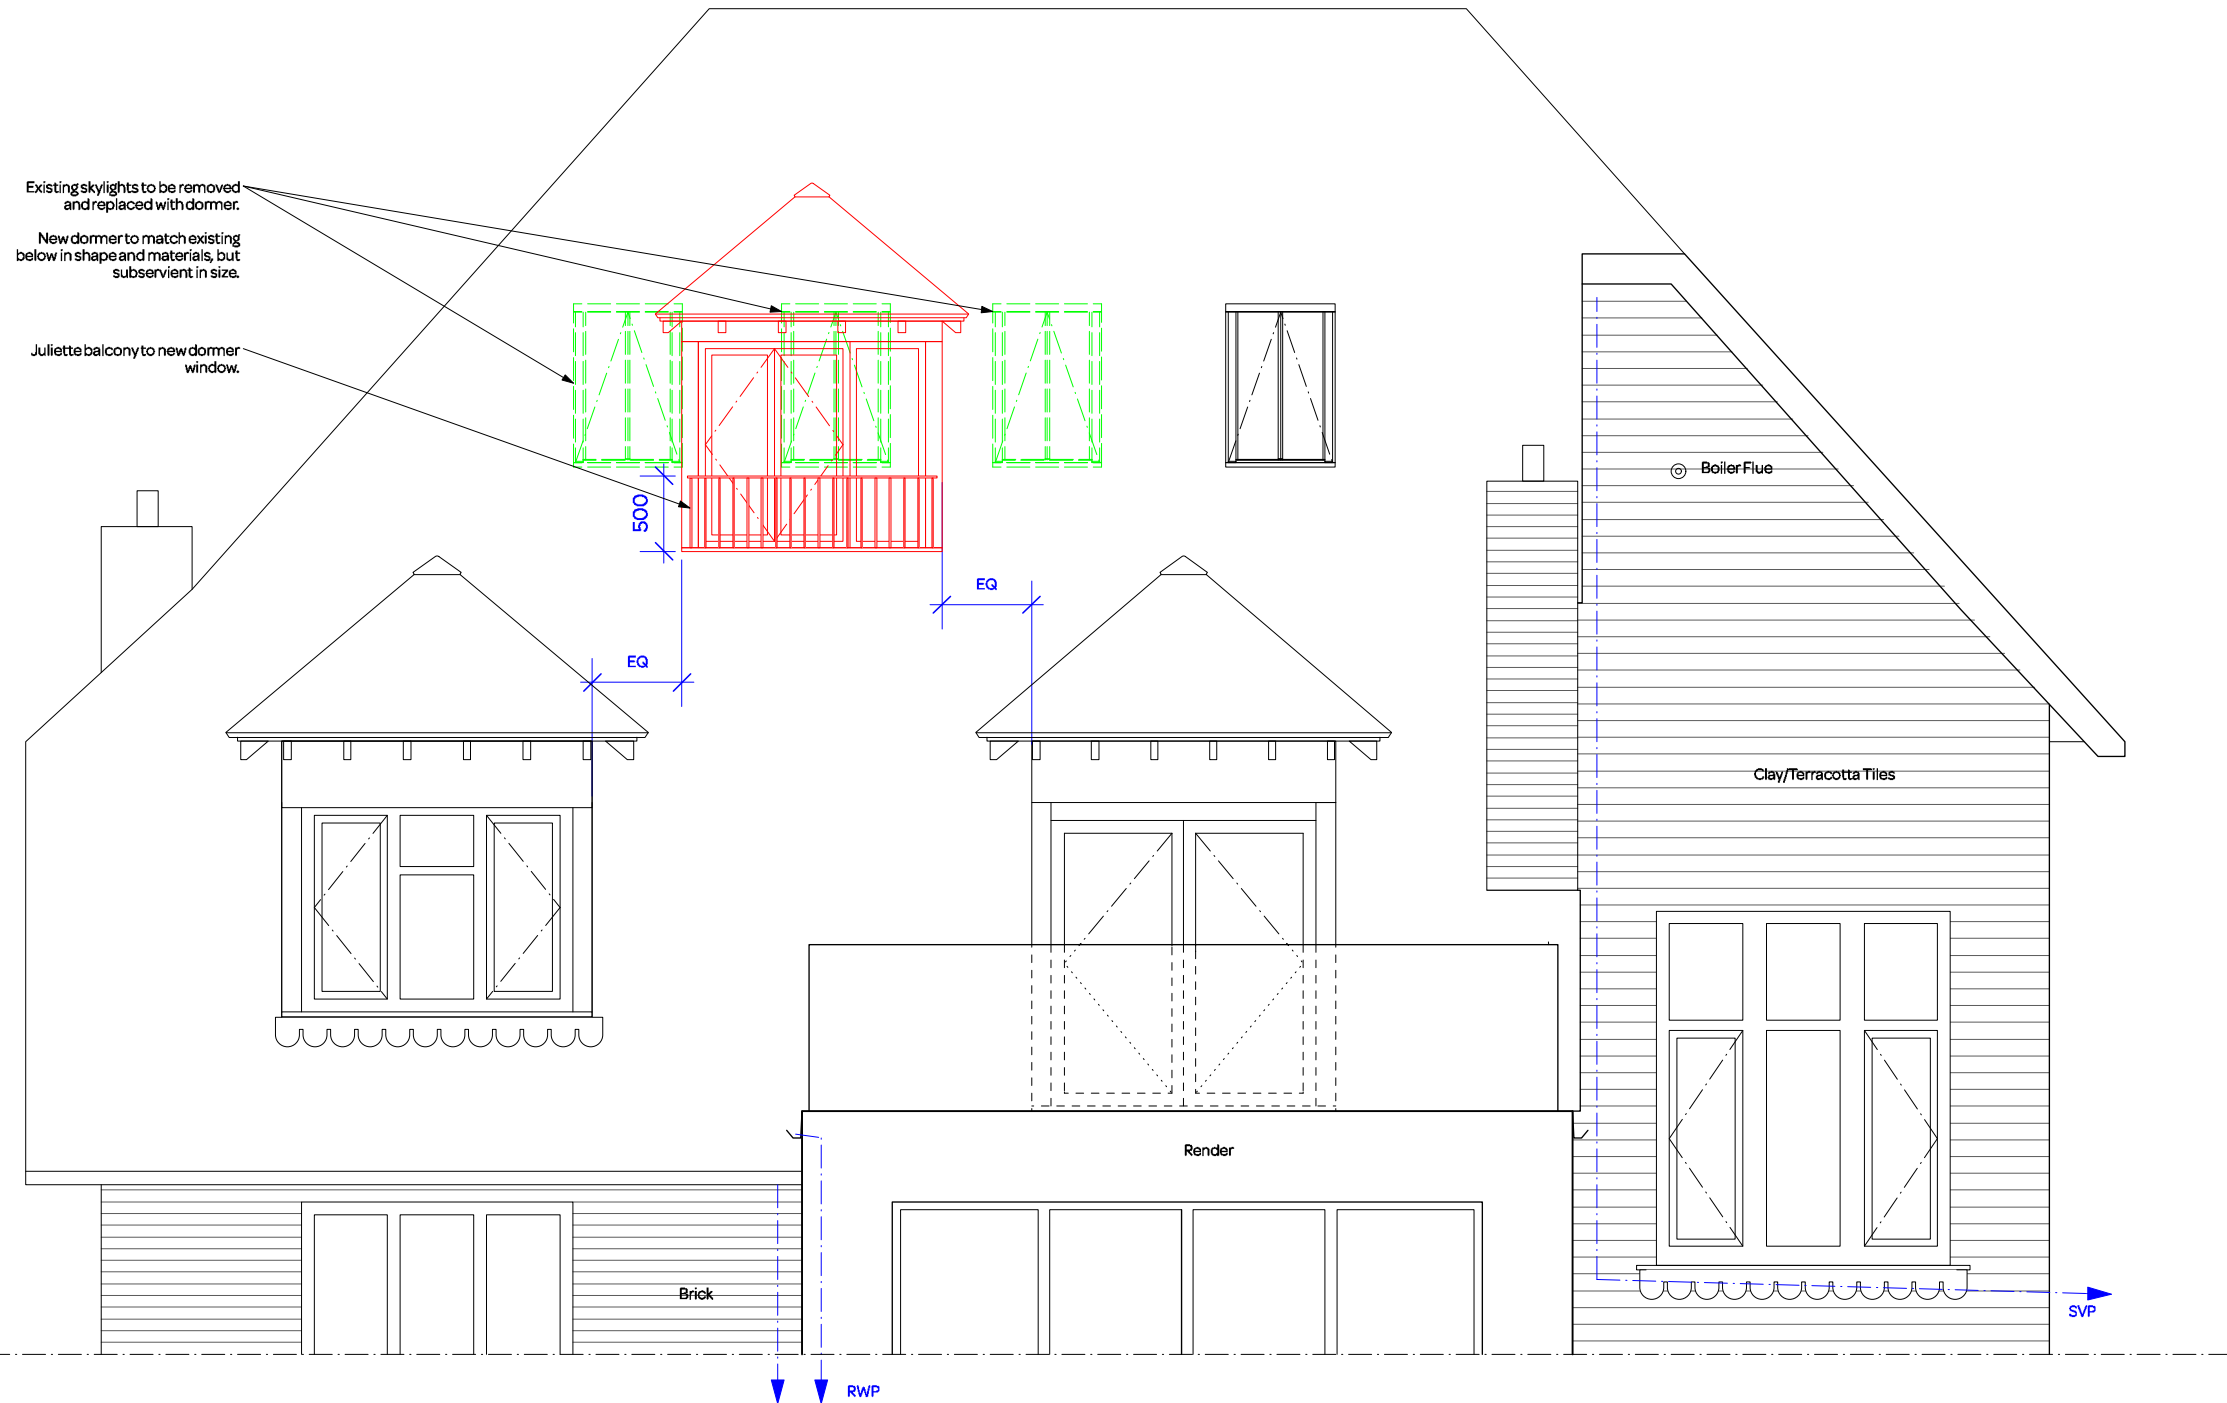 Existing skylights to be removed
and replaced with dormer.
New dormer to match existing
below in shape and materials, but
subservient in size.
Juliette balcony to new dormer
window.
500
EQ
EQ
Boiler Flue
Clay/Terracotta Tiles
Render
Brick
SVP
RWP